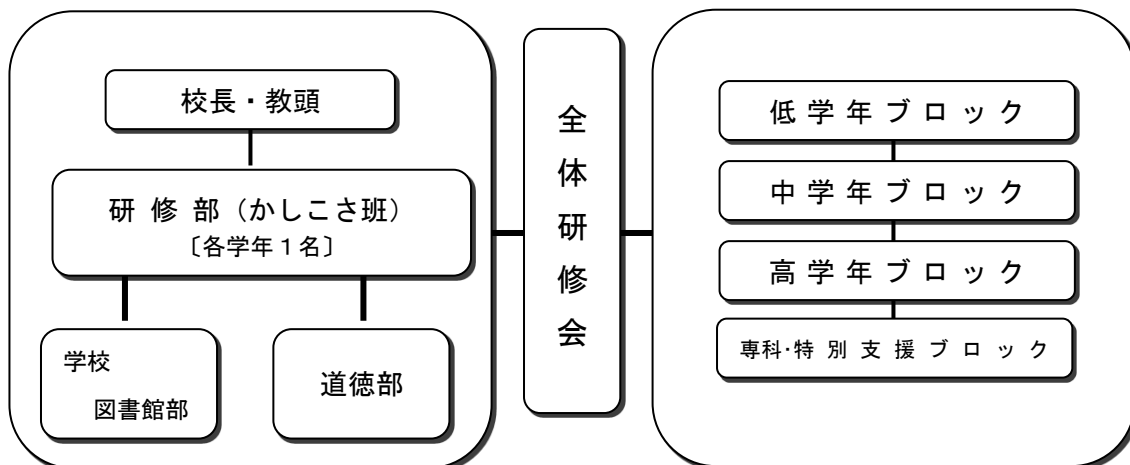 校長・教頭
研修部（かしこさ班）
〔各学年１名〕
学校
図書館部
道徳部
全体研修会
低学年ブロック
中学年ブロック
高学年ブロック
専科・特別支援ブロック